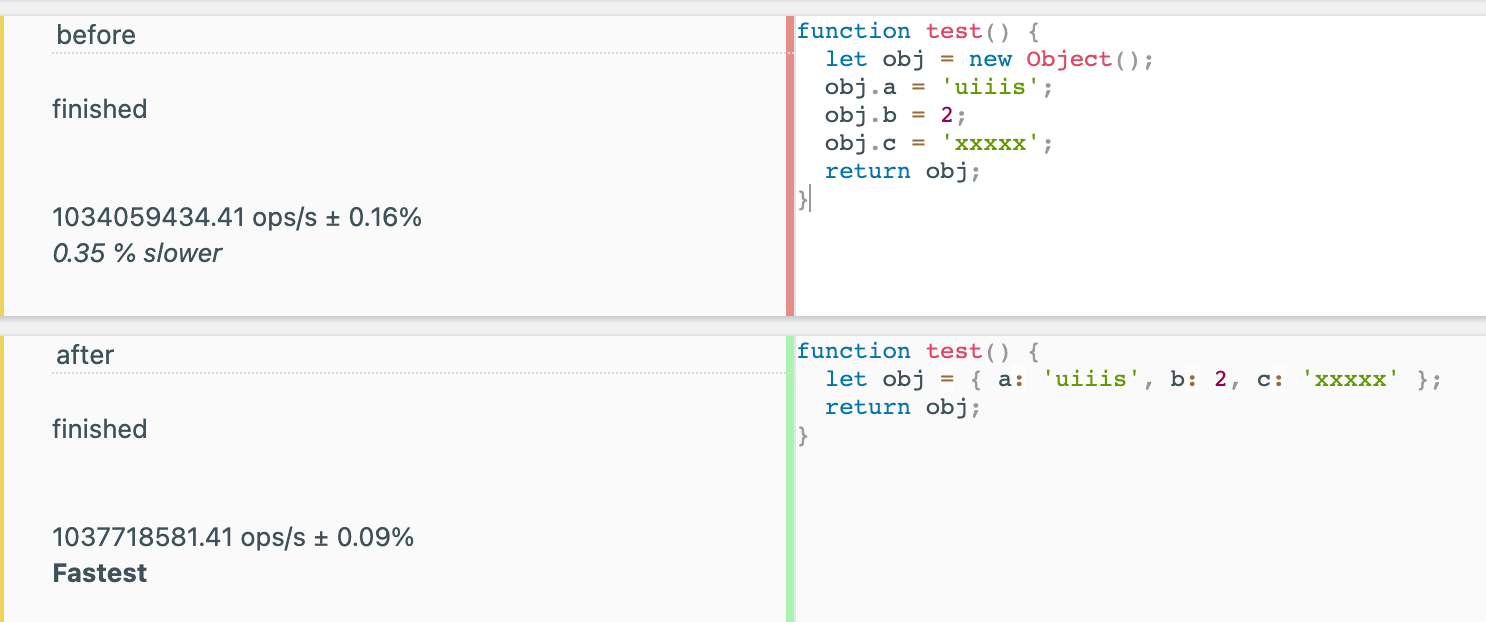 before
finished
1034059434.41 ops/s ± 0.16%
0.35 % slower
function test() {
  let obj = new Object();
  obj.a = 'uiiis';
  obj.b = 2;
  obj.c = 'xxxxx';
  return obj;
}
after
finished
1037718581.41 ops/s ± 0.09%
Fastest
function test() {
  let obj = { a: 'uiiis', b: 2, c: 'xxxxx' };
  return obj;
}